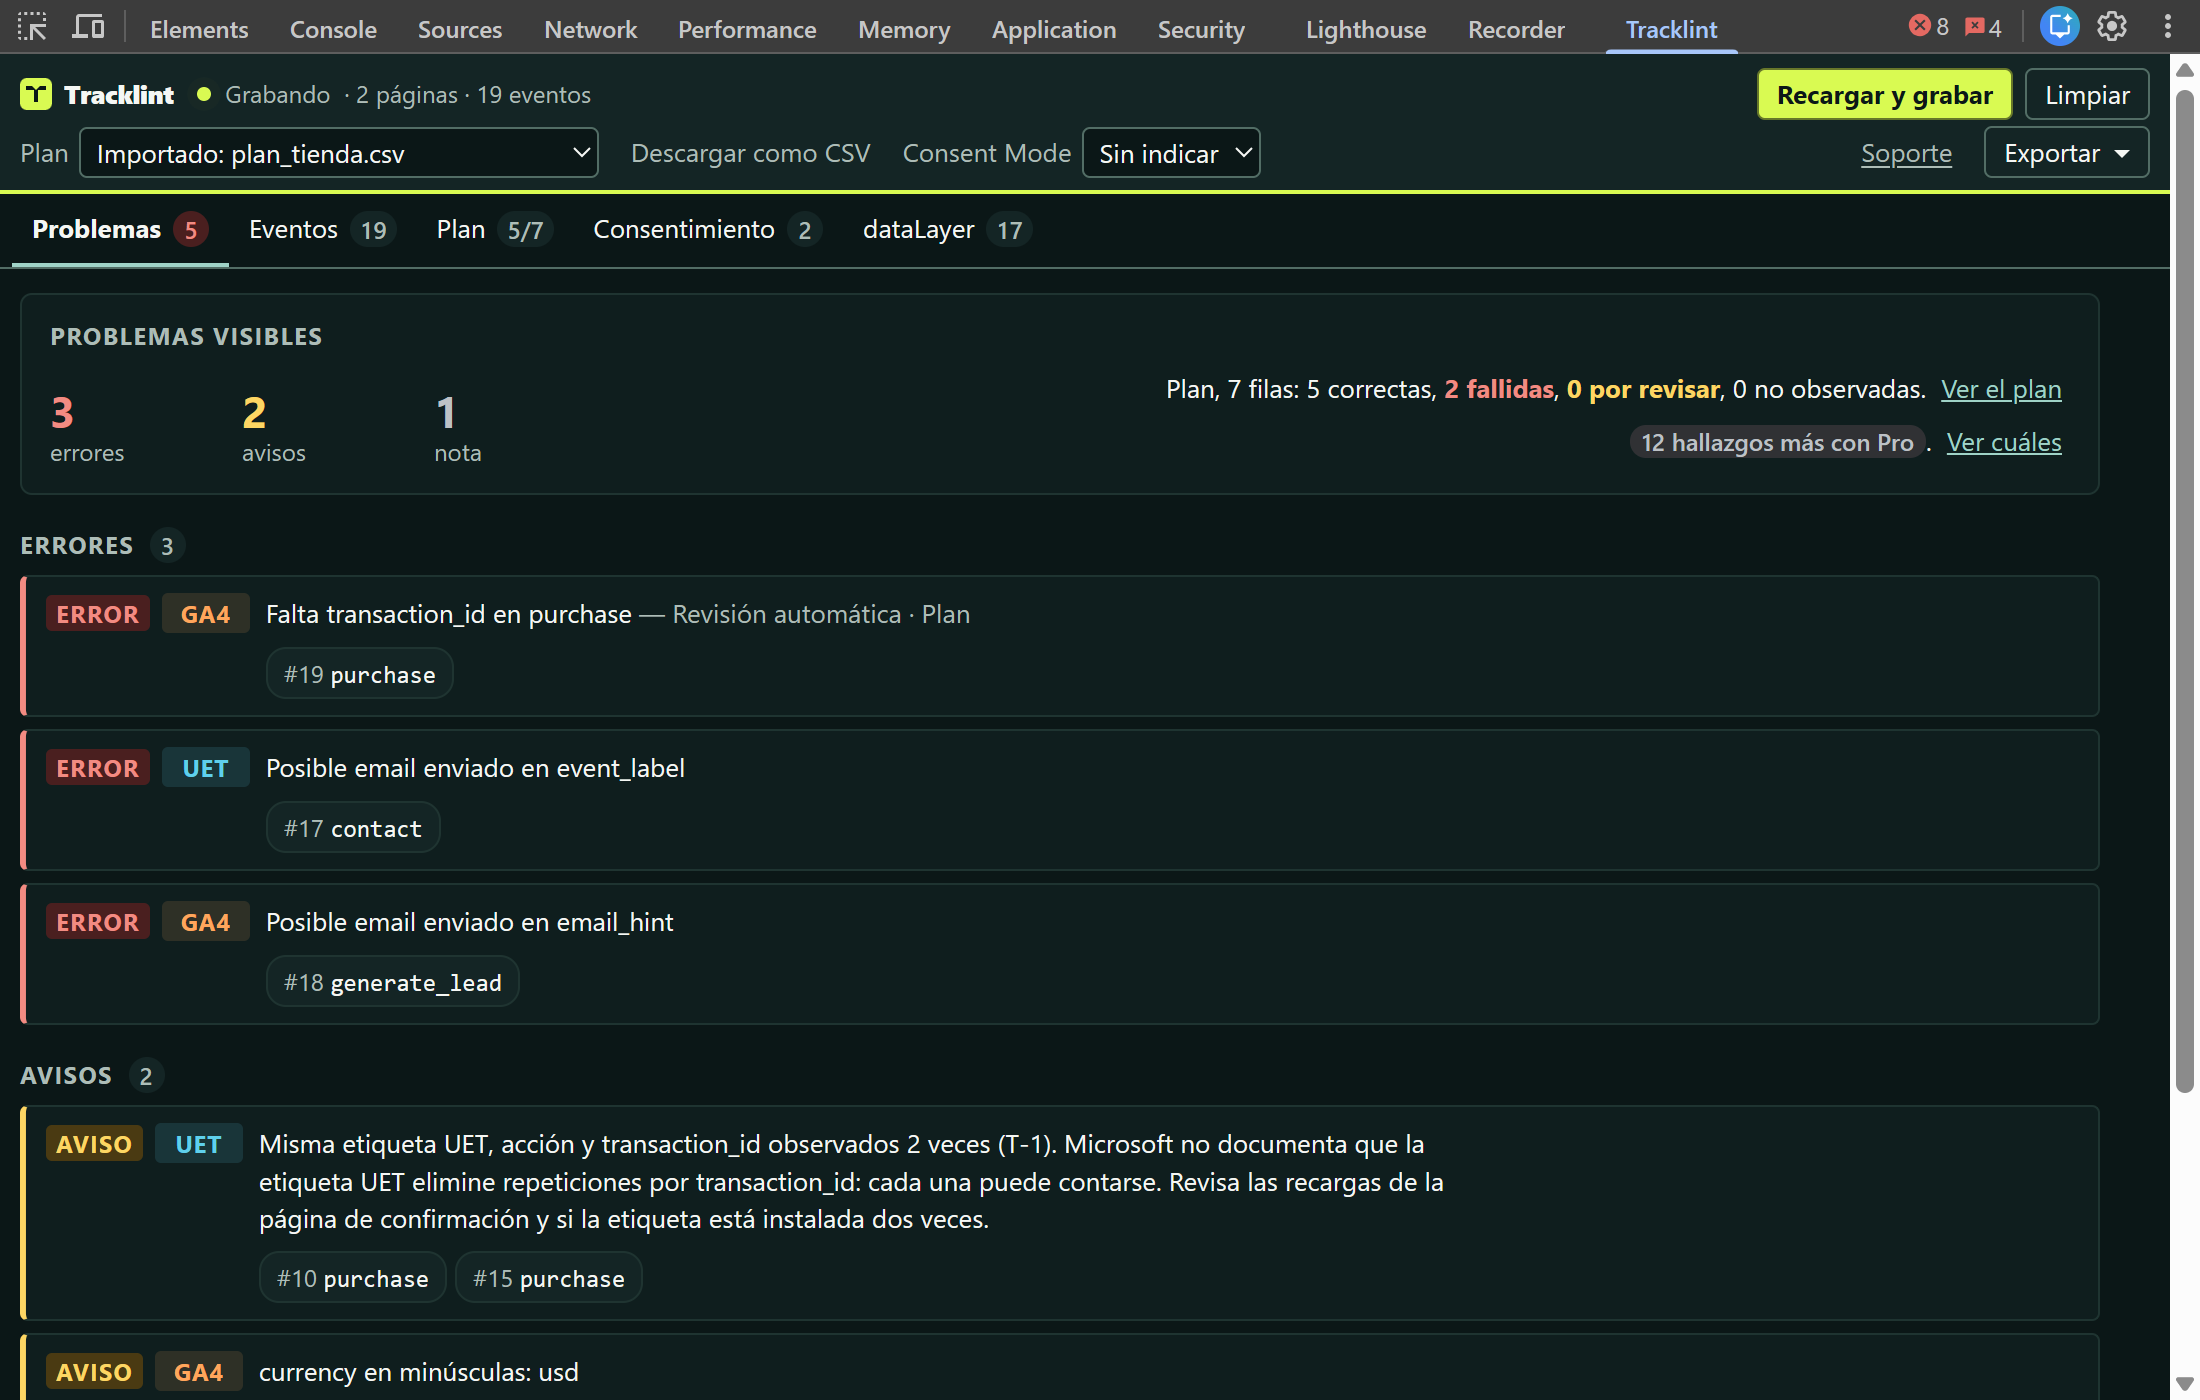 Elements Console Sources Network Performance Memory Application Security Lighthouse Recorder Tracklint 8 4
Tracklint Grabando · 2 páginas · 19 eventos Recargar y grabar Limpiar
Plan Importado: plan_tienda.csv Descargar como CSV Consent Mode Sin indicar Soporte Exportar
Problemas 5 Eventos 19 Plan 5/7 Consentimiento 2 dataLayer 17
PROBLEMAS VISIBLES
3 errores
2 avisos
1 nota
Plan, 7 filas: 5 correctas, 2 fallidas, 0 por revisar, 0 no observadas. Ver el plan
12 hallazgos más con Pro. Ver cuáles
ERRORES 3
ERROR GA4 Falta transaction_id en purchase — Revisión automática · Plan
#19 purchase
ERROR UET Posible email enviado en event_label
#17 contact
ERROR GA4 Posible email enviado en email_hint
#18 generate_lead
AVISOS 2
AVISO UET Misma etiqueta UET, acción y transaction_id observados 2 veces (T-1). Microsoft no documenta que la
etiqueta UET elimine repeticiones por transaction_id: cada una puede contarse. Revisa las recargas de la
página de confirmación y si la etiqueta está instalada dos veces.
#10 purchase #15 purchase
AVISO GA4 currency en minúsculas: usd